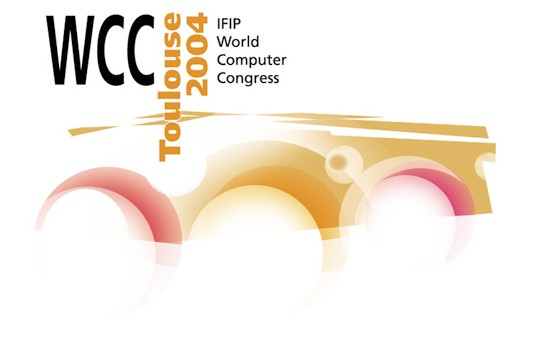 WCC
Toulouse
2004
IFIP
World
Computer
Congress